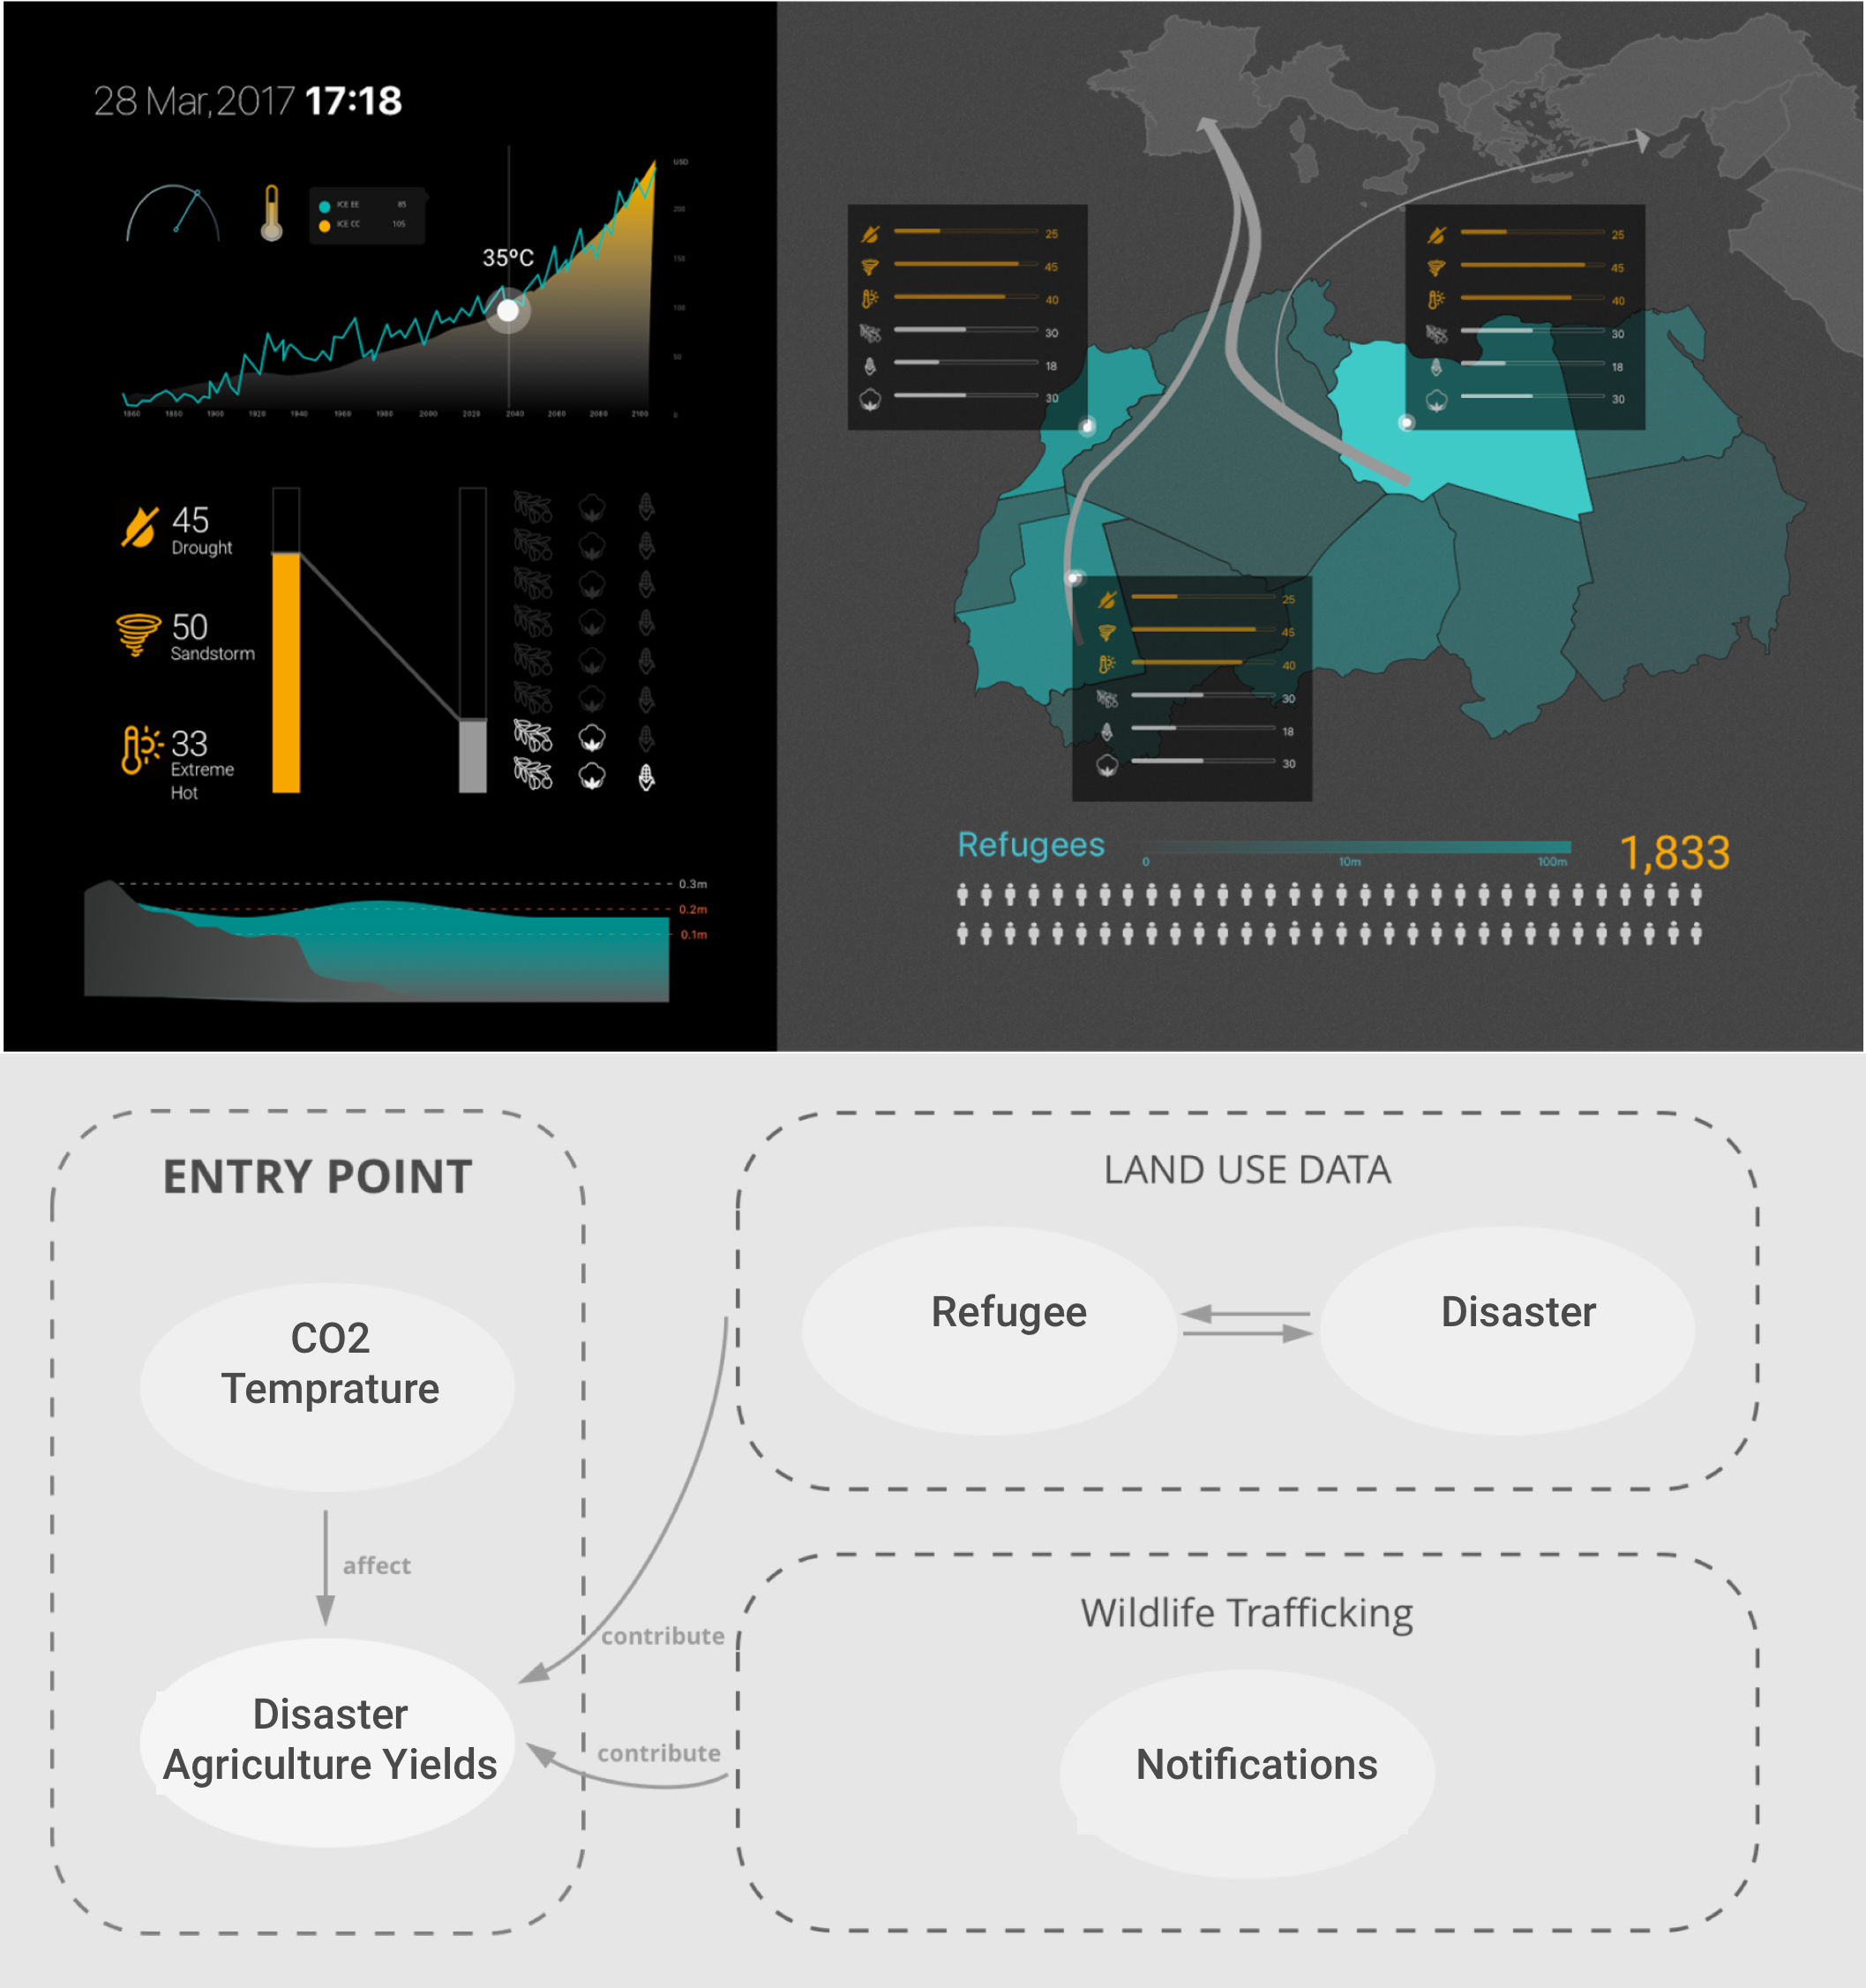 28 Mar,2017 17:18
ICE EE 85
ICE CC 105
35°C
USD
200
150
100
50
0
1860 1880 1900 1920 1940 1960 1980 2000 2020 2040 2060 2080 2100
45
Drought
50
Sandstorm
33
Extreme
Hot
0.3m
0.2m
0.1m
25
45
40
30
18
30
25
45
40
30
18
30
25
45
40
30
18
30
Refugees
0 10m 100m
1,833
ENTRY POINT
CO2
Temprature
affect
Disaster
Agriculture Yields
contribute
contribute
LAND USE DATA
Refugee
Disaster
Wildlife Trafficking
Notifications